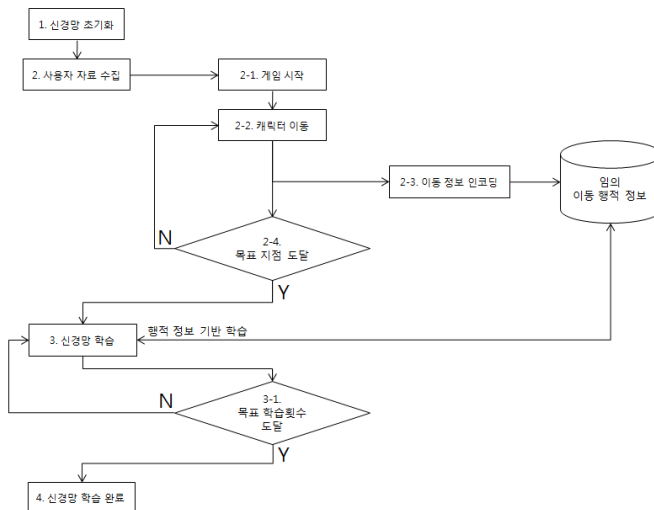 1. 신경망 초기화
2. 사용자 자료 수집
2-1. 게임 시작
2-2. 캐릭터 이동
2-3. 이동 정보 인코딩
임의
이동 행적 정보
2-4.
목표 지점 도달
N
Y
3. 신경망 학습
행적 정보 기반 학습
3-1.
목표 학습횟수
도달
N
Y
4. 신경망 학습 완료